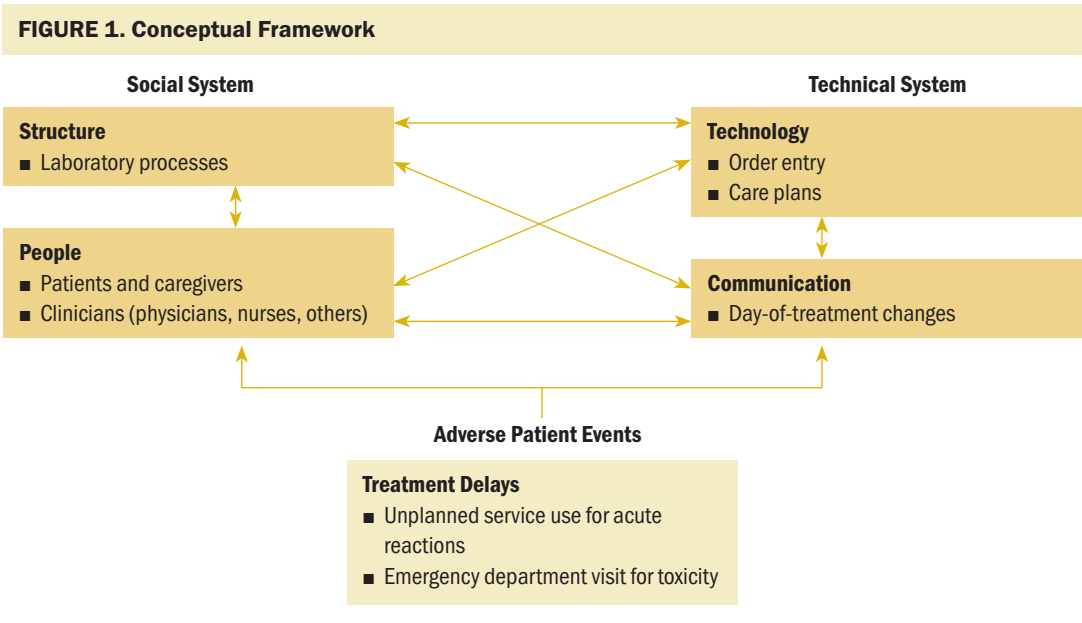 FIGURE 1. Conceptual Framework
Social System
Structure
■ Laboratory processes
People
■ Patients and caregivers
■ Clinicians (physicians, nurses, others)
Technical System
Technology
■ Order entry
■ Care plans
Communication
■ Day-of-treatment changes
Adverse Patient Events
Treatment Delays
■ Unplanned service use for acute
reactions
■ Emergency department visit for toxicity